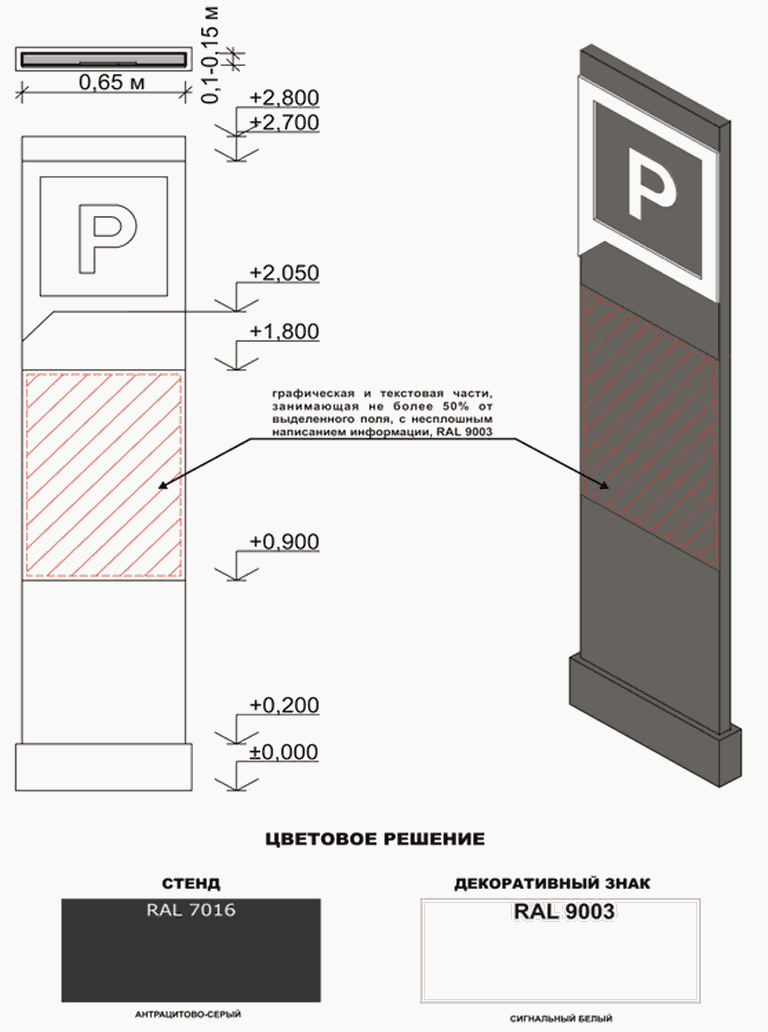 0,1-0,15 м
0,65 м
+2,800
+2,700
P
P
+2,050
+1,800
графическая и текстовая части,
занимающая не более 50% от
выделенного поля, с несплошным
написанием информации, RAL 9003
+0,900
+0,200
±0,000
ЦВЕТОВОЕ РЕШЕНИЕ
СТЕНД
ДЕКОРАТИВНЫЙ ЗНАК
RAL 7016
RAL 9003
АНТРАЦИТОВО-СЕРЫЙ
СИГНАЛЬНЫЙ БЕЛЫЙ